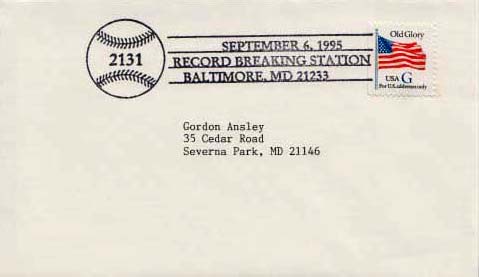 2131
SEPTEMBER 6, 1995
RECORD BREAKING STATION
BALTIMORE, MD 21233
Old Glory
USA G
For U.S. addresses only
Gordon Ansley
35 Cedar Road
Severna Park, MD 21146